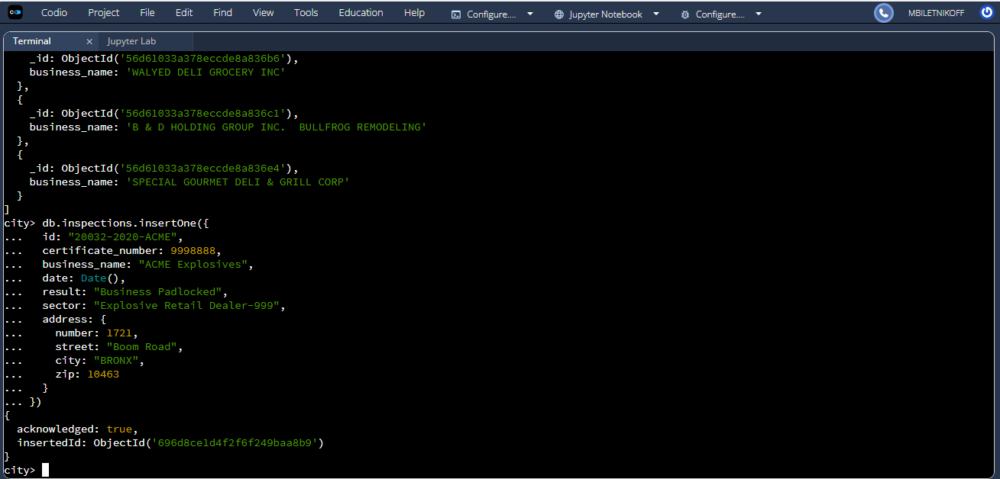 Codio Project File Edit Find View Tools Education Help Configure.... Jupyter Notebook Configure.... MBILETNIKOFF
Terminal × Jupyter Lab
    _id: ObjectId('56d61033a378eccde8a836b6'),
    business_name: 'WALYED DELI GROCERY INC'
  },
  {
    _id: ObjectId('56d61033a378eccde8a836c1'),
    business_name: 'B & D HOLDING GROUP INC.  BULLFROG REMODELING'
  },
  {
    _id: ObjectId('56d61033a378eccde8a836e4'),
    business_name: 'SPECIAL GOURMET DELI & GRILL CORP'
  }
]
city> db.inspections.insertOne({
...   id: "20032-2020-ACME",
...   certificate_number: 9998888,
...   business_name: "ACME Explosives",
...   date: Date(),
...   result: "Business Padlocked",
...   sector: "Explosive Retail Dealer-999",
...   address: {
...     number: 1721,
...     street: "Boom Road",
...     city: "BRONX",
...     zip: 10463
...   }
... })
{
  acknowledged: true,
  insertedId: ObjectId('696d8ce1d4f2f6f249baa8b9')
}
city>